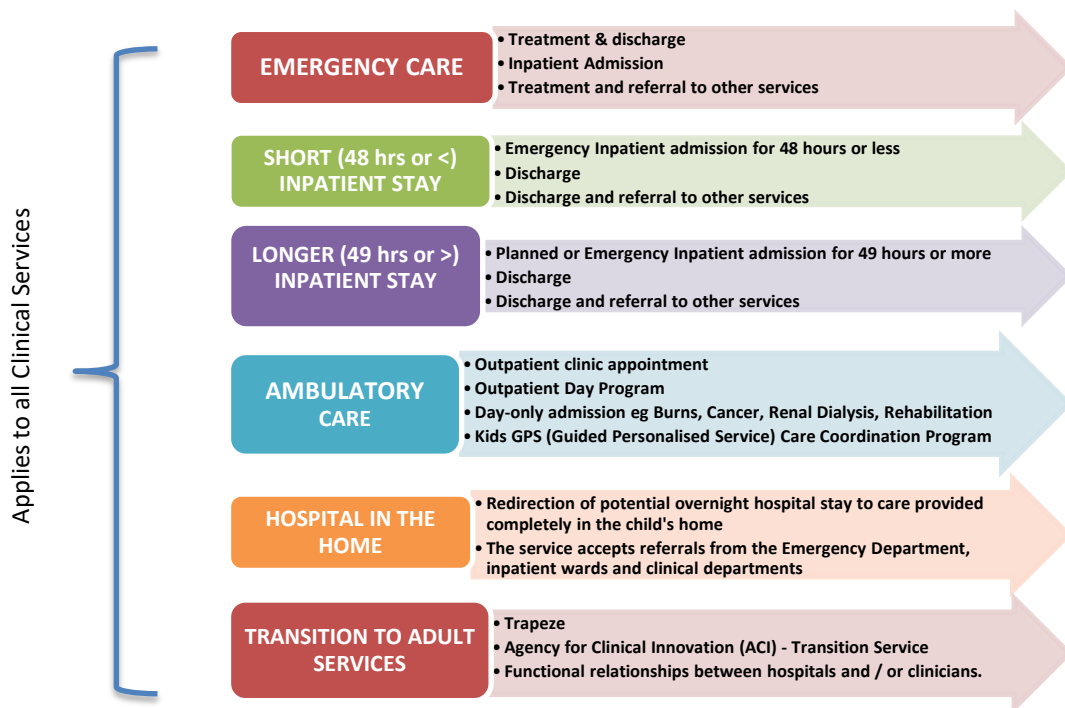 Applies to all Clinical Services
EMERGENCY CARE
• Treatment & discharge
• Inpatient Admission
• Treatment and referral to other services
SHORT (48 hrs or <)
INPATIENT STAY
• Emergency Inpatient admission for 48 hours or less
• Discharge
• Discharge and referral to other services
LONGER (49 hrs or >)
INPATIENT STAY
• Planned or Emergency Inpatient admission for 49 hours or more
• Discharge
• Discharge and referral to other services
AMBULATORY
CARE
• Outpatient clinic appointment
• Outpatient Day Program
• Day-only admission eg Burns, Cancer, Renal Dialysis, Rehabilitation
• Kids GPS (Guided Personalised Service) Care Coordination Program
HOSPITAL IN THE
HOME
• Redirection of potential overnight hospital stay to care provided
completely in the child's home
• The service accepts referrals from the Emergency Department,
inpatient wards and clinical departments
TRANSITION TO ADULT
SERVICES
• Trapeze
• Agency for Clinical Innovation (ACI) - Transition Service
• Functional relationships between hospitals and / or clinicians.